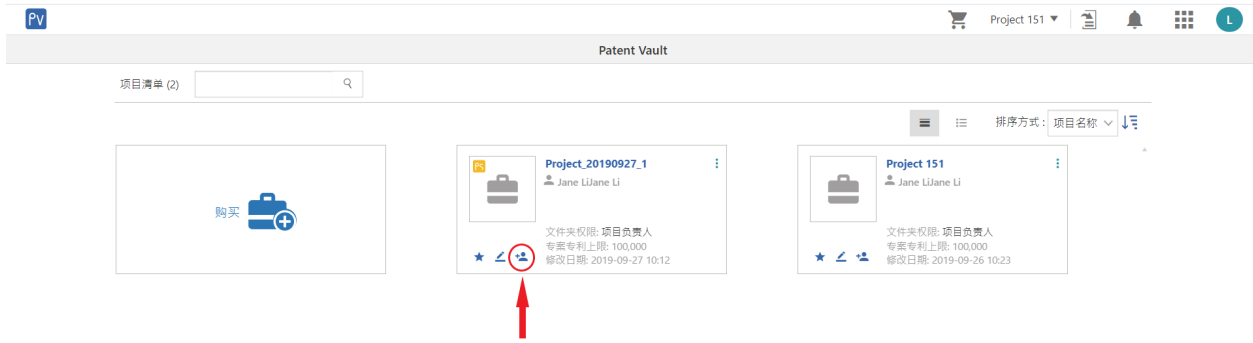 PV
Project 151
L
Patent Vault
项目清单 (2)
排序方式 : 项目名称
购买
PS
Project_20190927_1
Jane LiJane Li
文件夹权限: 项目负责人
专案专利上限: 100,000
修改日期: 2019-09-27 10:12
Project 151
Jane LiJane Li
文件夹权限: 项目负责人
专案专利上限: 100,000
修改日期: 2019-09-26 10:23